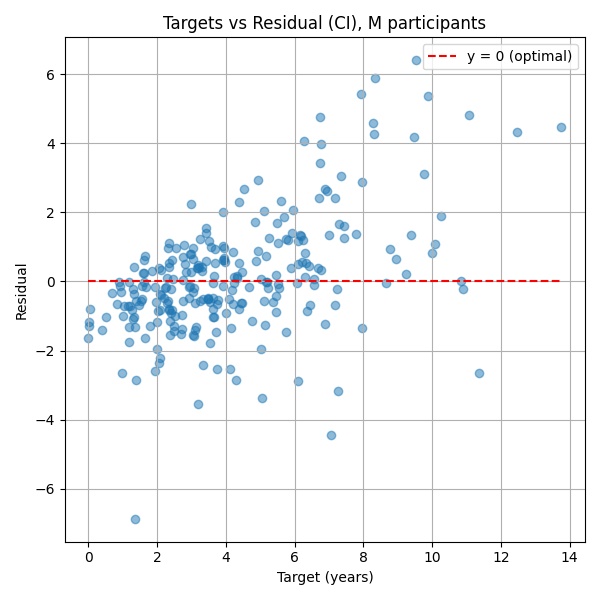 Targets vs Residual (CI), M participants
y = 0 (optimal)
6
4
2
0
−2
−4
−6
Residual
0 2 4 6 8 10 12 14
Target (years)